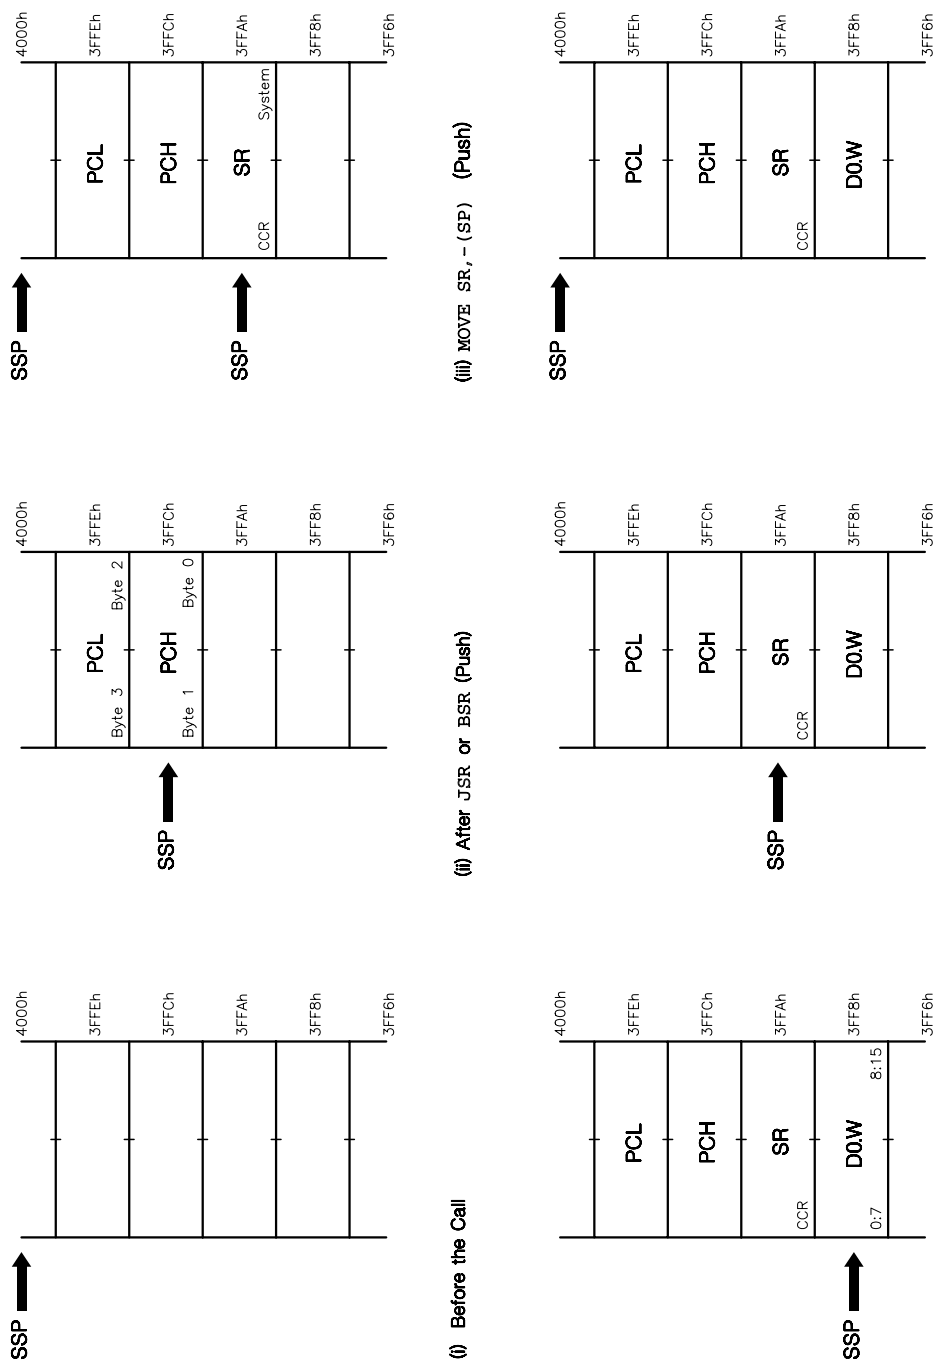 SSP
4000h
3FFEh
3FFCh
3FFAh
3FF8h
3FF6h
(i) Before the Call
4000h
PCL
Byte 3 Byte 2
3FFEh
SSP
PCH
Byte 1 Byte 0
3FFCh
3FFAh
3FF8h
3FF6h
(ii) After JSR or BSR (Push)
SSP
4000h
PCL
3FFEh
PCH
3FFCh
SSP
SR
CCR System
3FFAh
3FF8h
3FF6h
(iii) MOVE SR,-(SP) (Push)
4000h
PCL
3FFEh
PCH
3FFCh
SR
CCR
3FFAh
SSP
D0.W
0:7 8:15
3FF8h
3FF6h
4000h
PCL
3FFEh
PCH
3FFCh
SSP
SR
CCR
3FFAh
D0.W
3FF8h
3FF6h
SSP
4000h
PCL
3FFEh
PCH
3FFCh
SR
CCR
3FFAh
D0.W
3FF8h
3FF6h